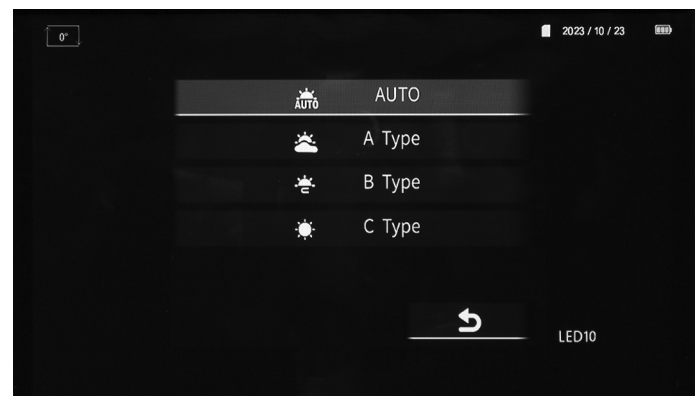 0°
2023 / 10 / 23
AUTO AUTO
A Type
B Type
C Type
LED10